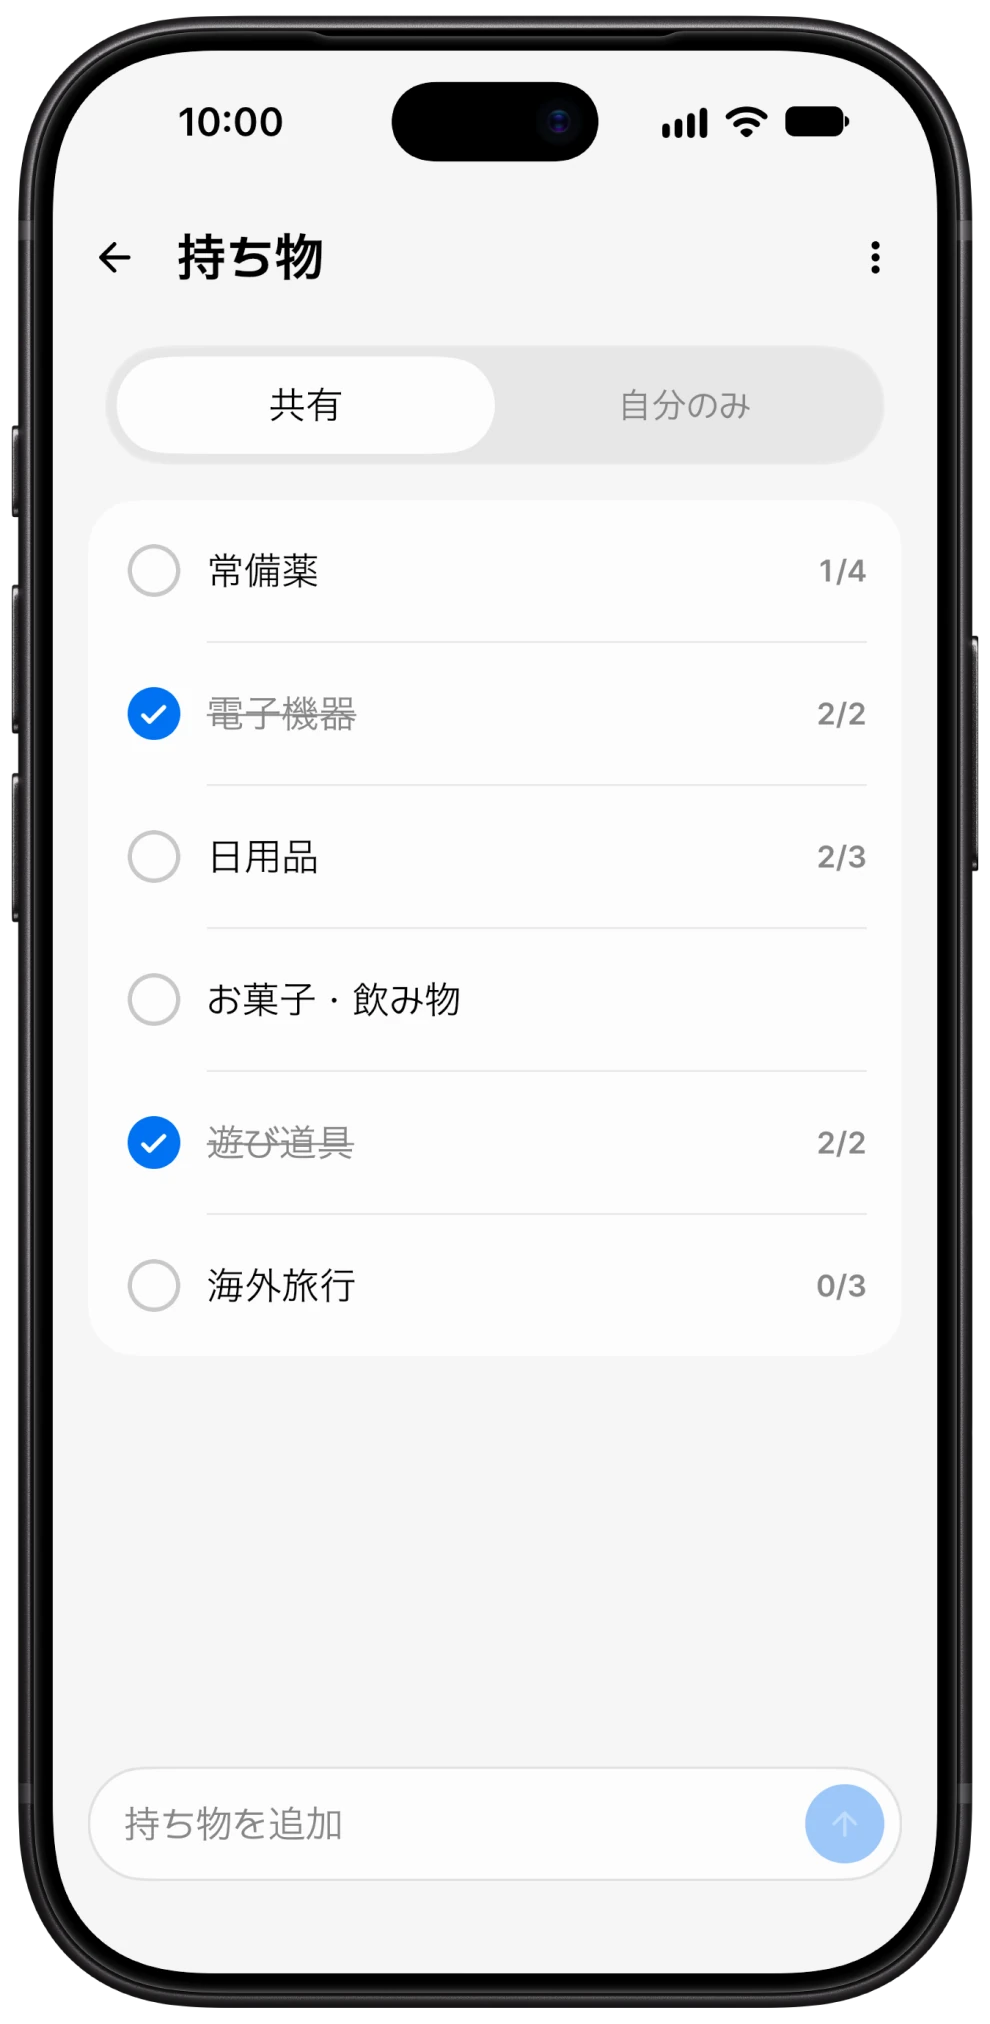 10:00
持ち物
共有
自分のみ
常備薬 1/4
電子機器 2/2
日用品 2/3
お菓子・飲み物
遊び道具 2/2
海外旅行 0/3
持ち物を追加